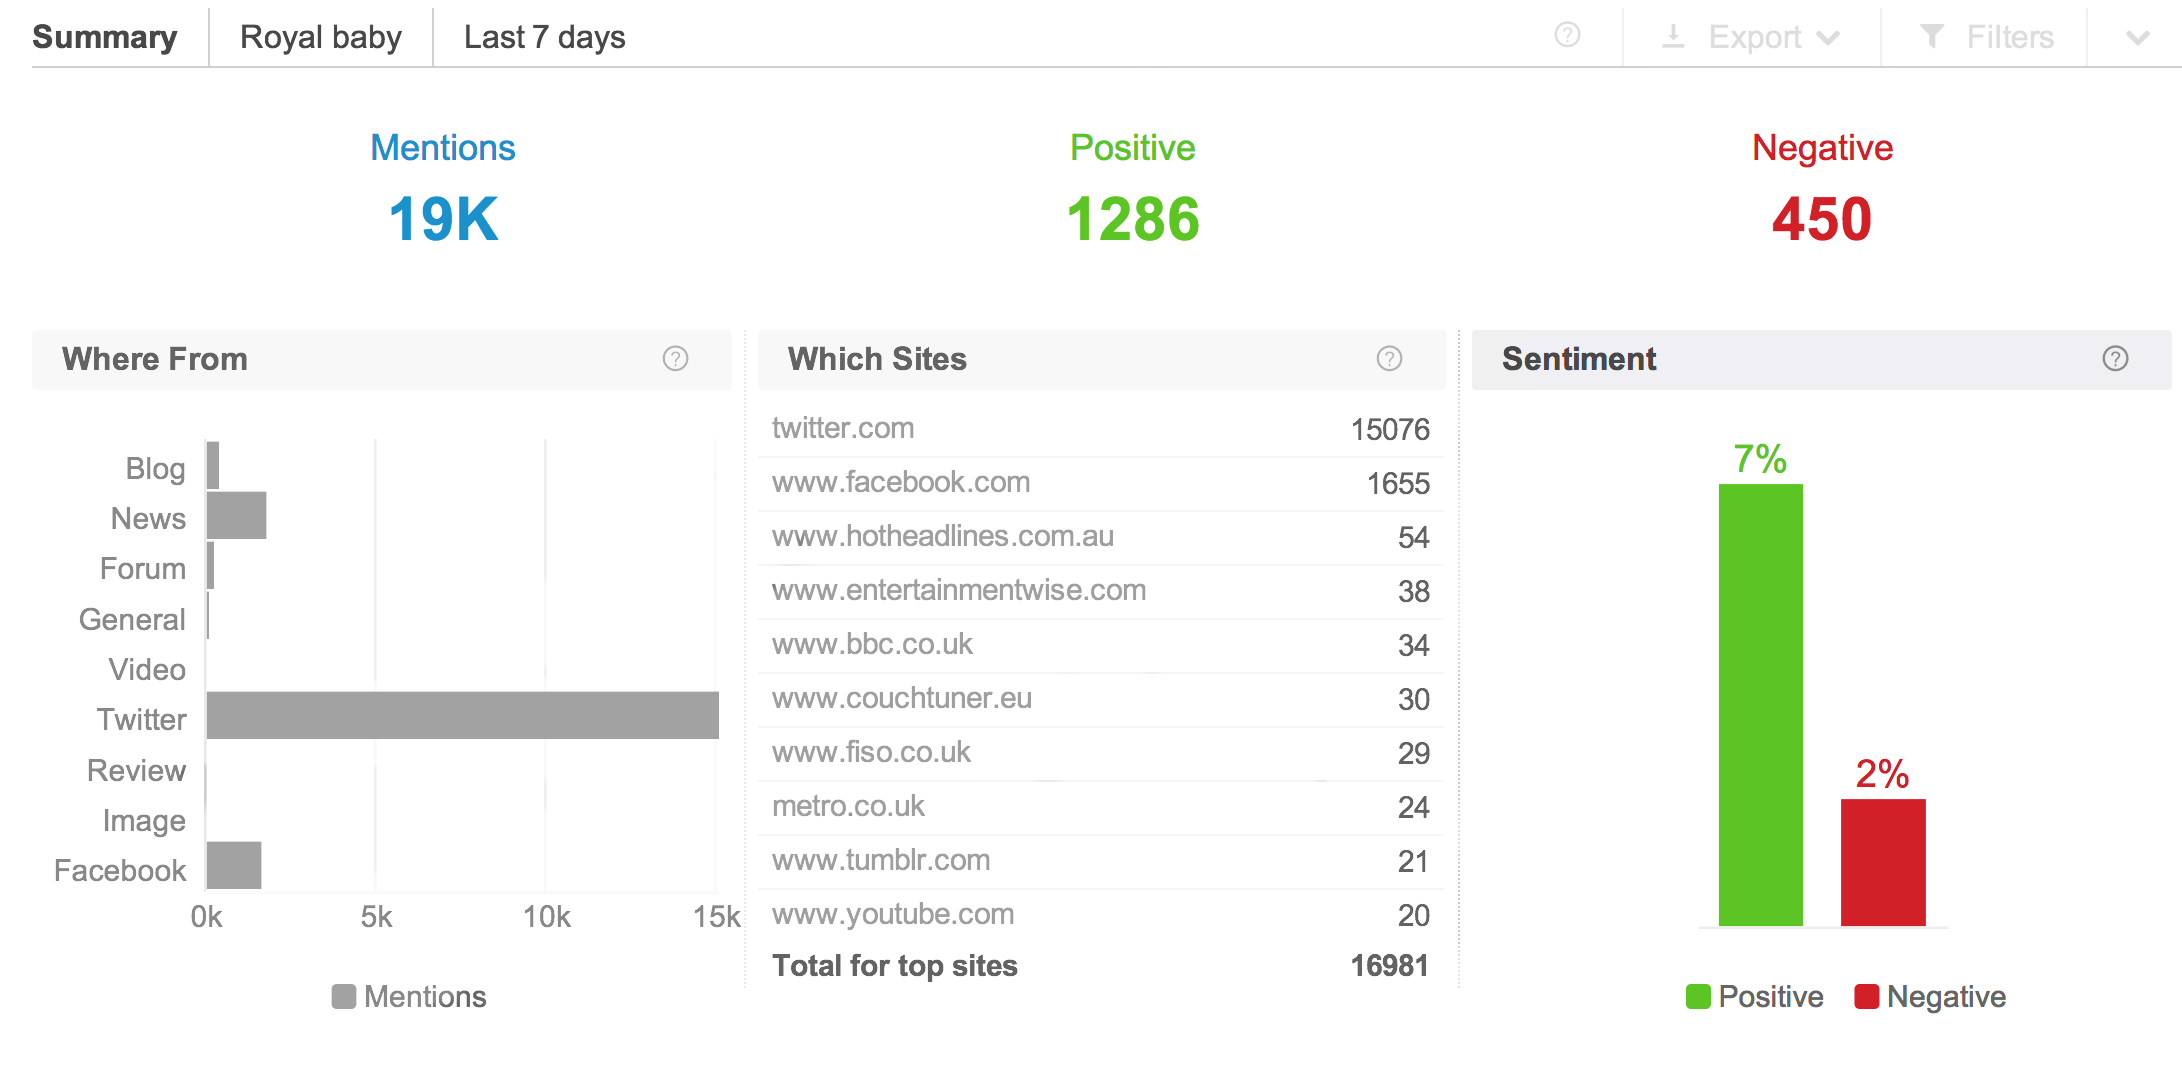 Summary Royal baby Last 7 days ? Export Filters
Mentions Positive Negative
19K 1286 450
Where From ?
Blog
News
Forum
General
Video
Twitter
Review
Image
Facebook
0k 5k 10k 15k
Mentions
Which Sites ?
twitter.com 15076
www.facebook.com 1655
www.hotheadlines.com.au 54
www.entertainmentwise.com 38
www.bbc.co.uk 34
www.couchtuner.eu 30
www.fiso.co.uk 29
metro.co.uk 24
www.tumblr.com 21
www.youtube.com 20
Total for top sites 16981
Sentiment ?
7%
2%
Positive Negative